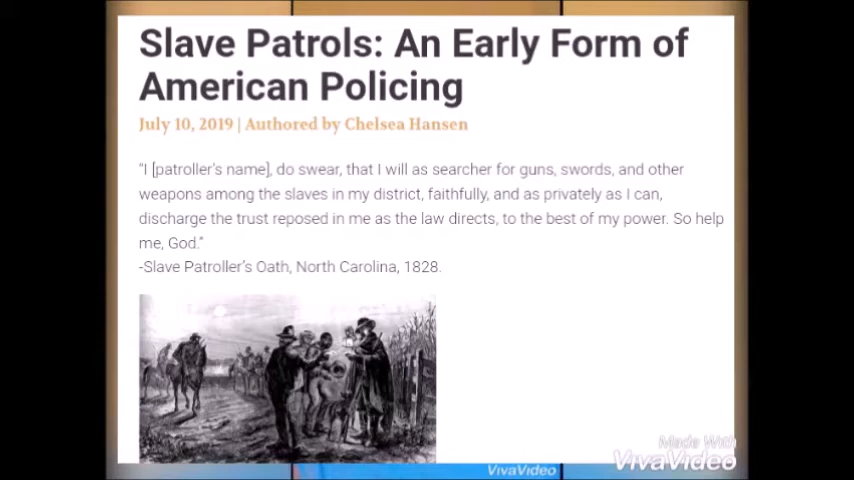 Slave Patrols: An Early Form of
American Policing
July 10, 2019 | Authored by Chelsea Hansen
“I [patroller’s name], do swear, that I will as searcher for guns, swords, and other
weapons among the slaves in my district, faithfully, and as privately as I can,
discharge the trust reposed in me as the law directs, to the best of my power. So help
me, God.”
-Slave Patroller’s Oath, North Carolina, 1828.
Made With
VivaVideo
VivaVideo